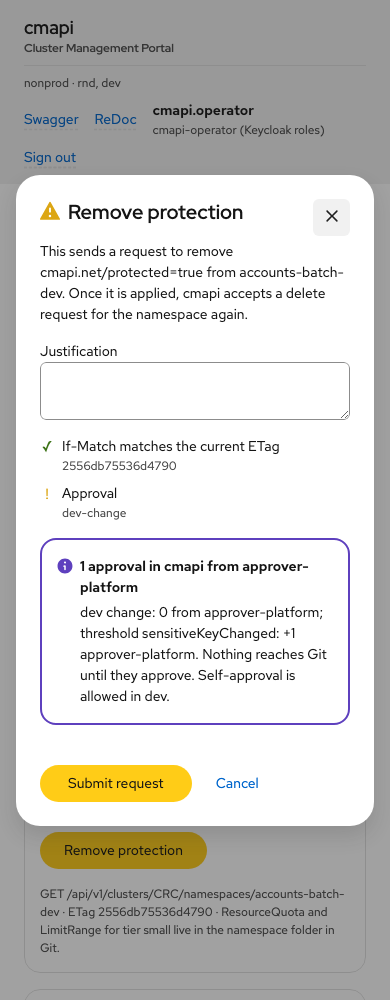 cmapi
Cluster Management Portal
nonprod · rnd, dev
Swagger
ReDoc
cmapi.operator
cmapi-operator (Keycloak roles)
Sign out
Remove protection
This sends a request to remove
cmapi.net/protected=true from accounts-batch-
dev. Once it is applied, cmapi accepts a delete
request for the namespace again.
Justification
If-Match matches the current ETag
2556db75536d4790
Approval
dev-change
1 approval in cmapi from approver-
platform
dev change: 0 from approver-platform;
threshold sensitiveKeyChanged: +1
approver-platform. Nothing reaches Git
until they approve. Self-approval is
allowed in dev.
Submit request
Cancel
Remove protection
GET /api/v1/clusters/CRC/namespaces/accounts-batch-
dev · ETag 2556db75536d4790 · ResourceQuota and
LimitRange for tier small live in the namespace folder in
Git.